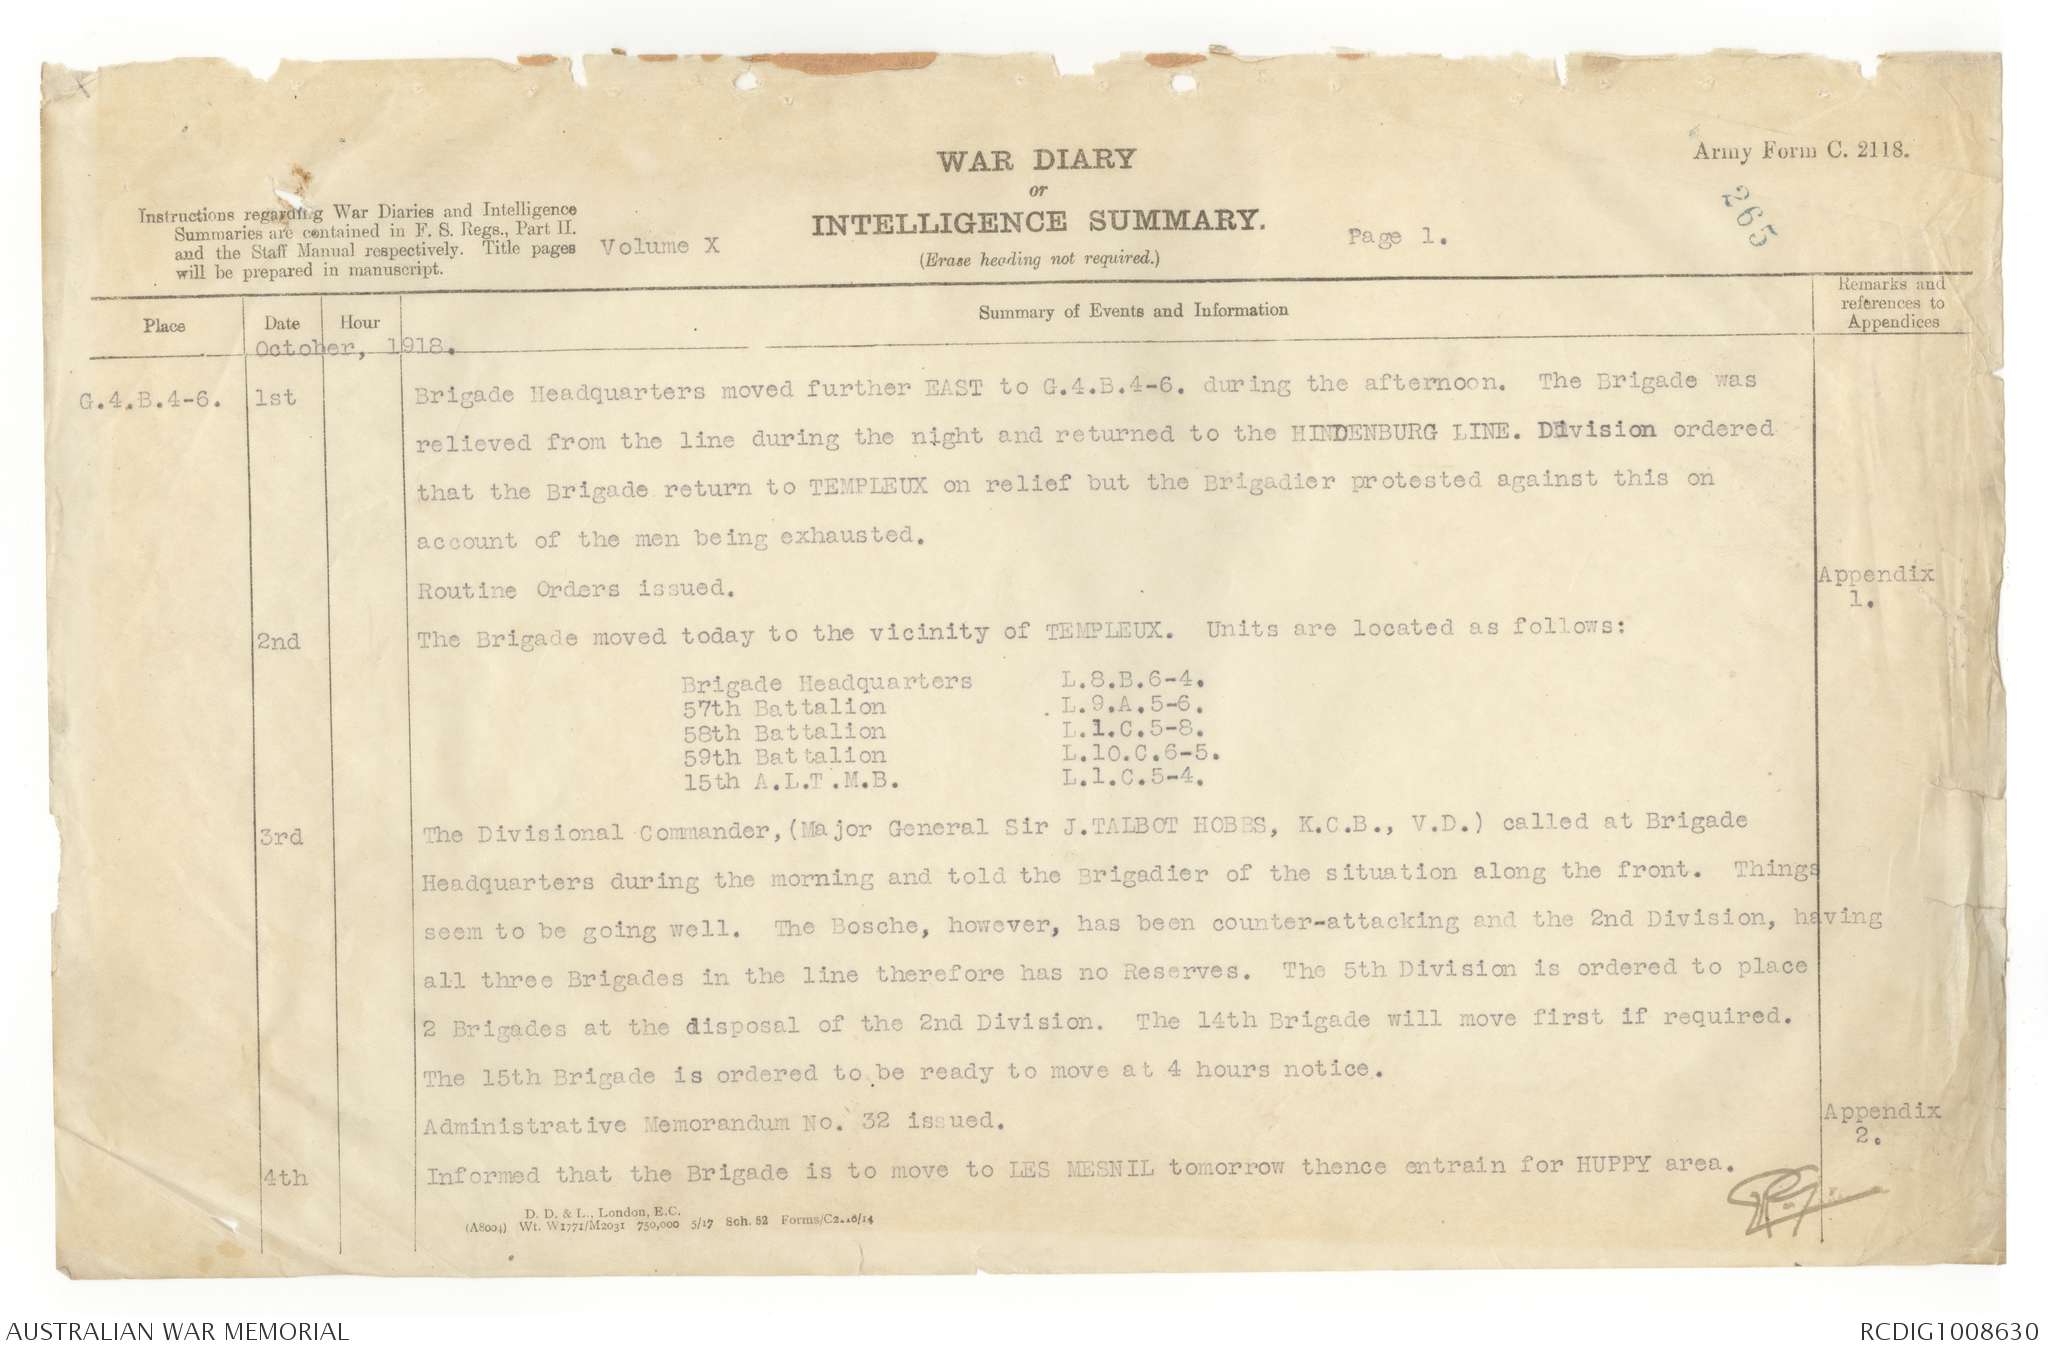 WAR DIARY
or
INTELLIGENCE SUMMARY.
(Erase heading not required.)
Army Form C. 2118.
265
Instructions regarding War Diaries and Intelligence
Summaries are contained in F. S. Regs., Part II.
and the Staff Manual respectively. Title pages
will be prepared in manuscript.
Volume X
Page 1.
Place
Date
Hour
Summary of Events and Information
Remarks and
references to
Appendices
October, 1918.
G.4.B.4-6. 1st Brigade Headquarters moved further EAST to G.4.B.4-6. during the afternoon. The Brigade was
relieved from the line during the night and returned to the HINDENBURG LINE. Division ordered
that the Brigade return to TEMPLEUX on relief but the Brigadier protested against this on
account of the men being exhausted.
Routine Orders issued. Appendix
1.
2nd The Brigade moved today to the vicinity of TEMPLEUX. Units are located as follows:
Brigade Headquarters L.8.B.6-4.
57th Battalion L.9.A.5-6.
58th Battalion L.1.C.5-8.
59th Battalion L.10.C.6-5.
15th A.L.T.M.B. L.1.C.5-4.
3rd The Divisional Commander,(Major General Sir J.TALBOT HOBBS, K.C.B., V.D.) called at Brigade
Headquarters during the morning and told the Brigadier of the situation along the front. Things
seem to be going well. The Bosche, however, has been counter-attacking and the 2nd Division, having
all three Brigades in the line therefore has no Reserves. The 5th Division is ordered to place
2 Brigades at the disposal of the 2nd Division. The 14th Brigade will move first if required.
The 15th Brigade is ordered to be ready to move at 4 hours notice.
Administrative Memorandum No. 32 issued. Appendix
2.
4th Informed that the Brigade is to move to LES MESNIL tomorrow thence entrain for HUPPY area.
D. D. & L., London, E.C.
(A8004) Wt. W1771/M2031 750,000 5/17 Sch. 52 Forms/C2118/14
AUSTRALIAN WAR MEMORIAL
RCDIG1008630